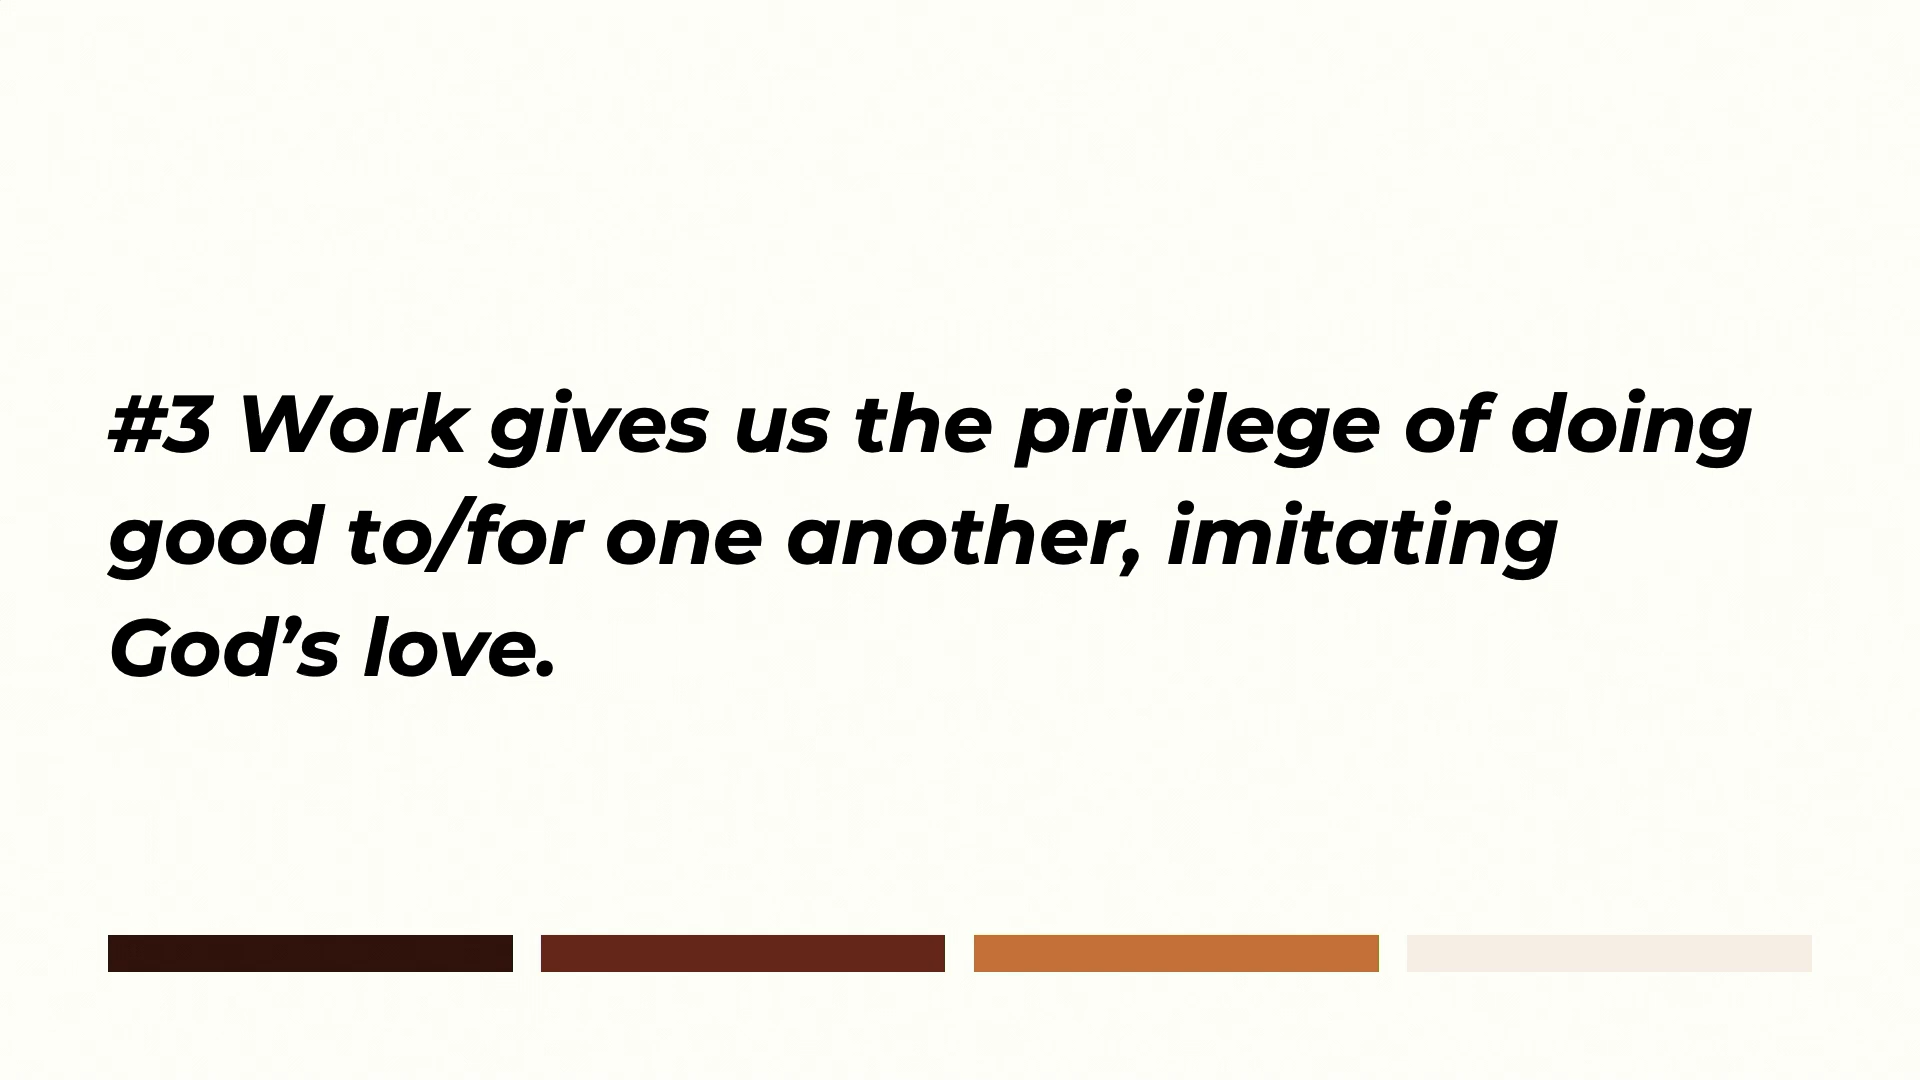 #3 Work gives us the privilege of doing
good to/for one another, imitating
God’s love.